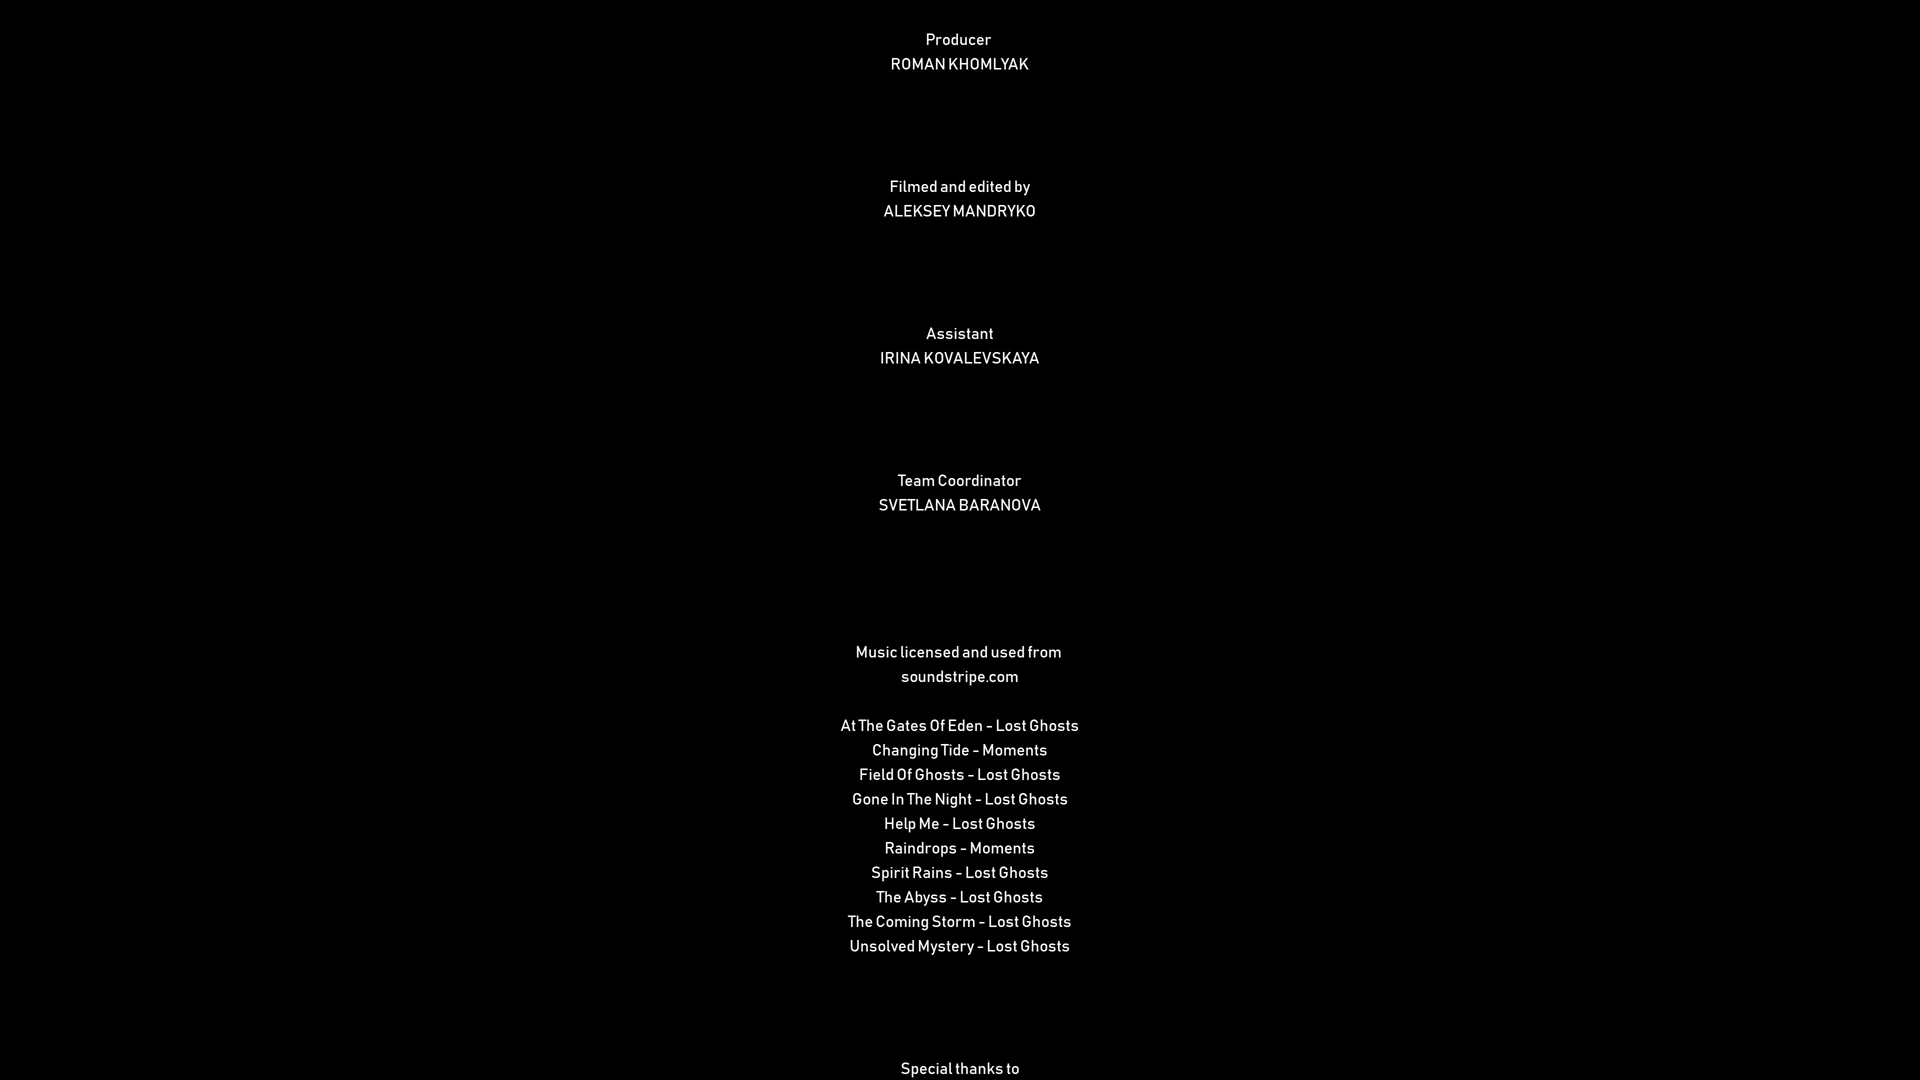 Producer
ROMAN KHOMLYAK
Filmed and edited by
ALEKSEY MANDRYKO
Assistant
IRINA KOVALEVSKAYA
Team Coordinator
SVETLANA BARANOVA
Music licensed and used from
soundstripe.com
At The Gates Of Eden - Lost Ghosts
Changing Tide - Moments
Field Of Ghosts - Lost Ghosts
Gone In The Night - Lost Ghosts
Help Me - Lost Ghosts
Raindrops - Moments
Spirit Rains - Lost Ghosts
The Abyss - Lost Ghosts
The Coming Storm - Lost Ghosts
Unsolved Mystery - Lost Ghosts
Special thanks to